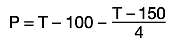 P = T – 100 – (T – 150)/4